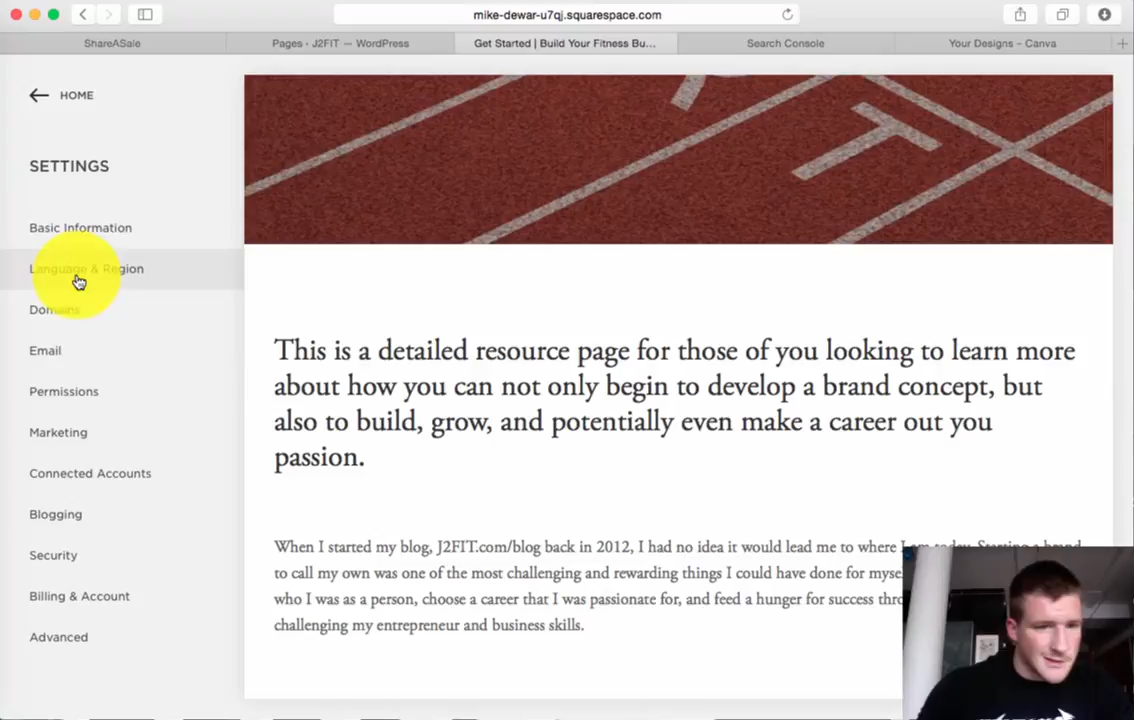 mike-dewar-u7qj.squarespace.com
ShareASale
Pages · J2FIT — WordPress
Get Started | Build Your Fitness Bu...
Search Console
Your Designs – Canva
HOME
SETTINGS
Basic Information
Language & Region
Domains
Email
Permissions
Marketing
Connected Accounts
Blogging
Security
Billing & Account
Advanced
T
This is a detailed resource page for those of you looking to learn more
about how you can not only begin to develop a brand concept, but
also to build, grow, and potentially even make a career out you
passion.
When I started my blog, J2FIT.com/blog back in 2012, I had no idea it would lead me to where I am today. Starting a brand
to call my own was one of the most challenging and rewarding things I could have done for
who I was as a person, choose a career that I was passionate for, and feed a hunger for success
challenging my entrepreneur and business skills.